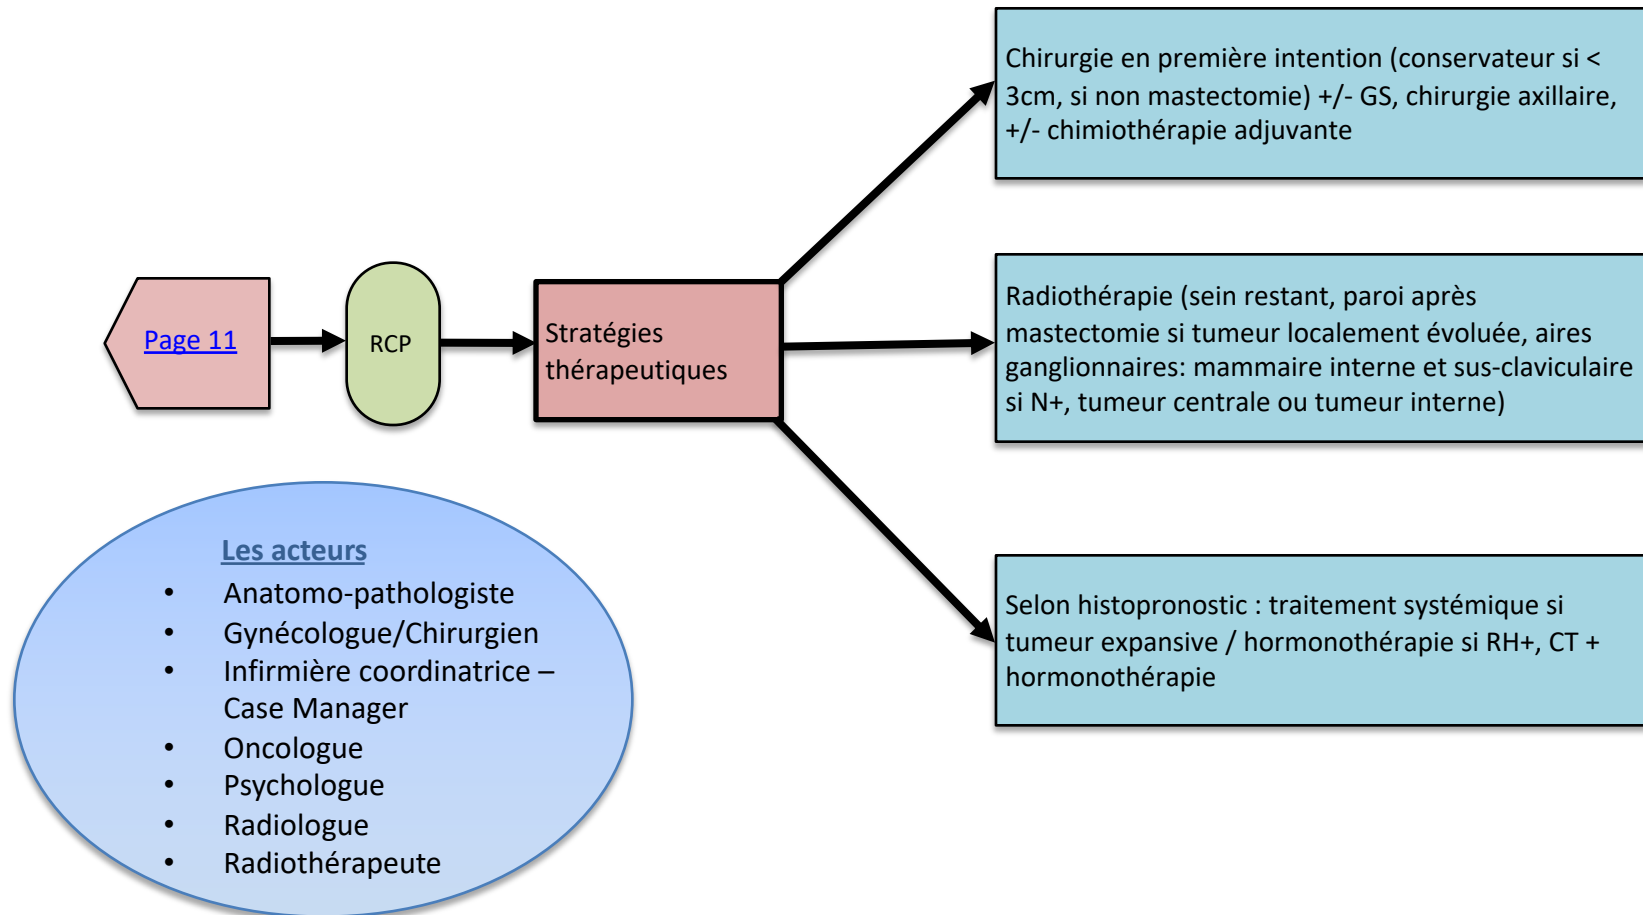 Chirurgie en première intention (conservateur si <
3cm, si non mastectomie) +/- GS, chirurgie axillaire,
+/- chimiothérapie adjuvante
Page 11
RCP
Stratégies
thérapeutiques
Radiothérapie (sein restant, paroi après
mastectomie si tumeur localement évoluée, aires
ganglionnaires: mammaire interne et sus-claviculaire
si N+, tumeur centrale ou tumeur interne)
Selon histopronostic : traitement systémique si
tumeur expansive / hormonothérapie si RH+, CT +
hormonothérapie
Les acteurs
• Anatomo-pathologiste
• Gynécologue/Chirurgien
• Infirmière coordinatrice –
Case Manager
• Oncologue
• Psychologue
• Radiologue
• Radiothérapeute